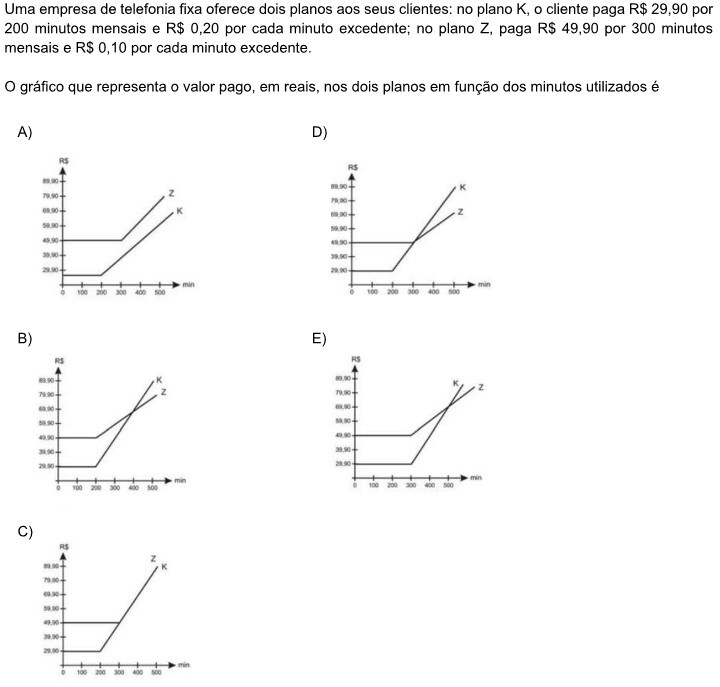 Uma empresa de telefonia fixa oferece dois planos aos seus clientes: no plano K, o cliente paga R$ 29,90 por
200 minutos mensais e R$ 0,20 por cada minuto excedente; no plano Z, paga R$ 49,90 por 300 minutos
mensais e R$ 0,10 por cada minuto excedente.
O gráfico que representa o valor pago, em reais, nos dois planos em função dos minutos utilizados é
A)
R$
89,90
79,90
69,90
59,90
49,90
39,90
29,90
Z
K
min
0 100 200 300 400 500
D)
R$
89,90
79,90
69,90
59,90
49,90
39,90
29,90
K
Z
min
0 100 200 300 400 500
B)
R$
89,90
79,90
69,90
59,90
49,90
39,90
29,90
K
Z
min
0 100 200 300 400 500
E)
R$
89,90
79,90
69,90
59,90
49,90
39,90
29,90
K
Z
min
0 100 200 300 400 500
C)
R$
89,90
79,90
69,90
59,90
49,90
39,90
29,90
Z
K
min
0 100 200 300 400 500